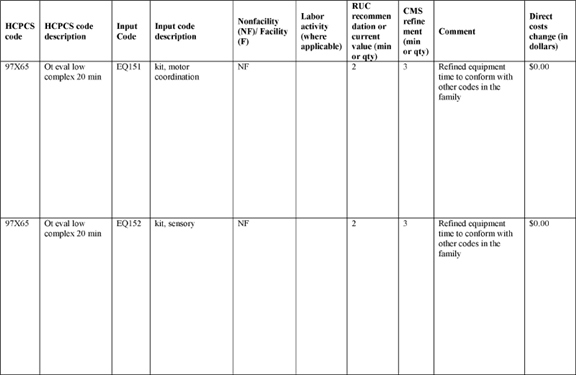 HCPCS code
HCPCS code description
Input Code
Input code description
Nonfacility (NF)/ Facility (F)
Labor activity (where applicable)
RUC recommen dation or current value (min or qty)
CMS refine ment (min or qty)
Comment
Direct costs change (in dollars)
97X65
Ot eval low complex 20 min
EQ151
kit, motor coordination
NF
2
3
Refined equipment time to conform with other codes in the family
$0.00
97X65
Ot eval low complex 20 min
EQ152
kit, sensory
NF
2
3
Refined equipment time to conform with other codes in the family
$0.00